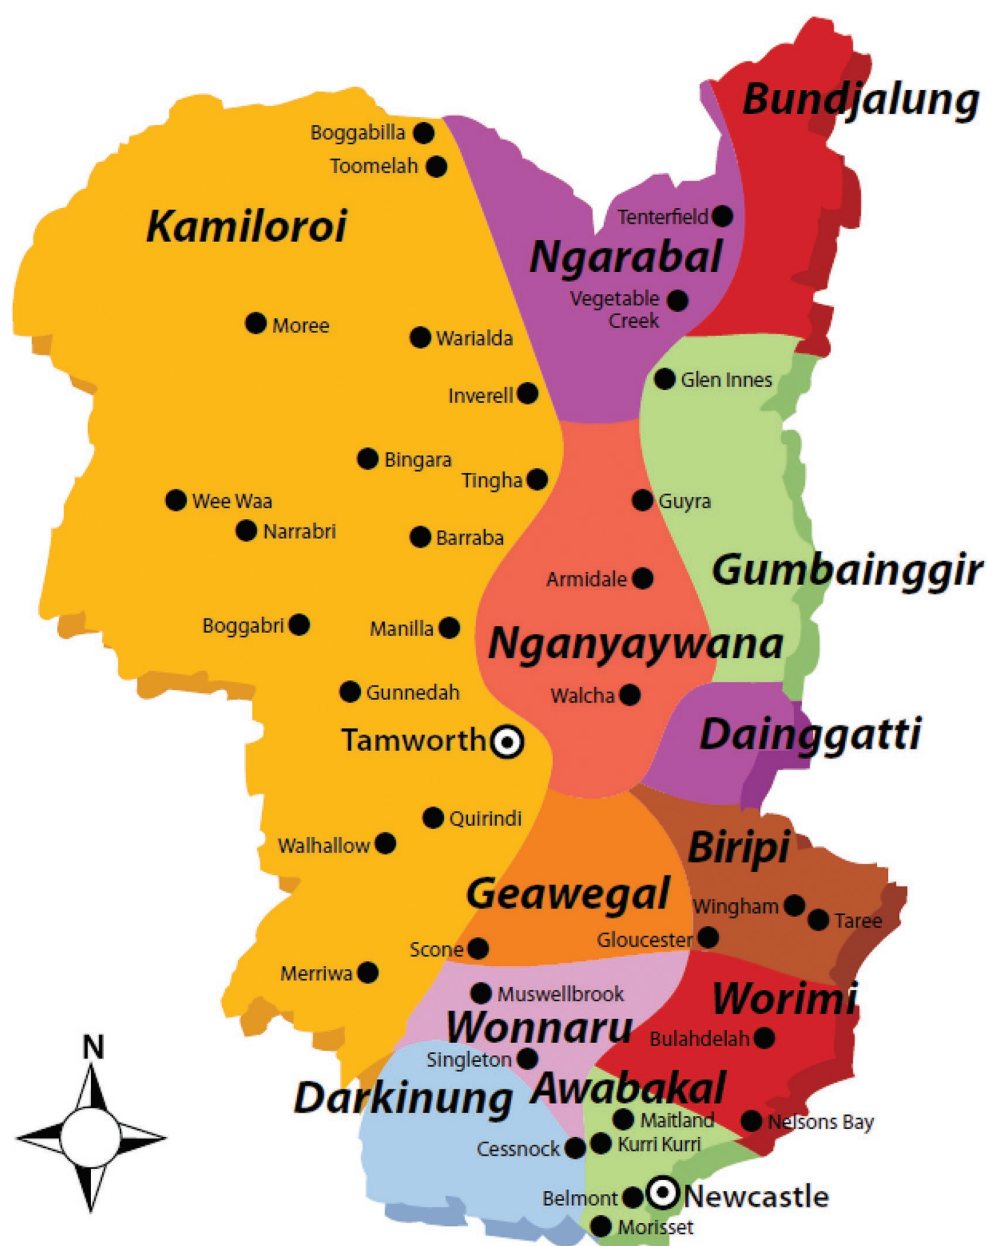 Bundjalung
Boggabilla
Toomelah
Kamiloroi
Tenterfield
Ngarabal
Vegetable
Creek
Moree
Warialda
Glen Innes
Inverell
Bingara
Tingha
Wee Waa
Guyra
Narrabri
Barraba
Gumbainggir
Armidale
Boggabri
Manilla
Nganyaywana
Gunnedah
Walcha
Tamworth
Dainggatti
Quirindi
Walhallow
Biripi
Geawegal
Wingham
Taree
Gloucester
Scone
Merriwa
Muswellbrook
Worimi
Wonnaru
Bulahdelah
N
Singleton
Awabakal
Darkinung
Maitland
Nelsons Bay
Kurri Kurri
Cessnock
Belmont
Newcastle
Morisset